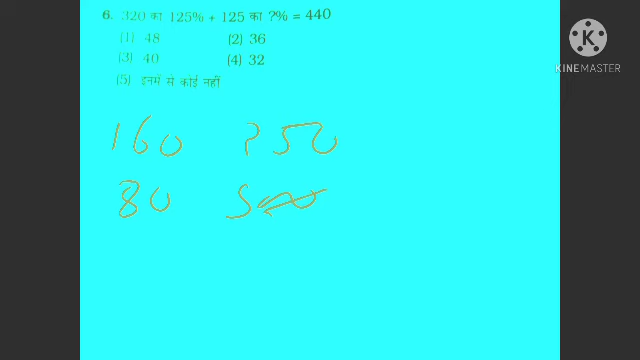 6. 320 का 125% + 125 का ?% = 440
(1) 48 (2) 36
(3) 40 (4) 32
(5) इनमें से कोई नहीं
KINEMASTER
160 250
80